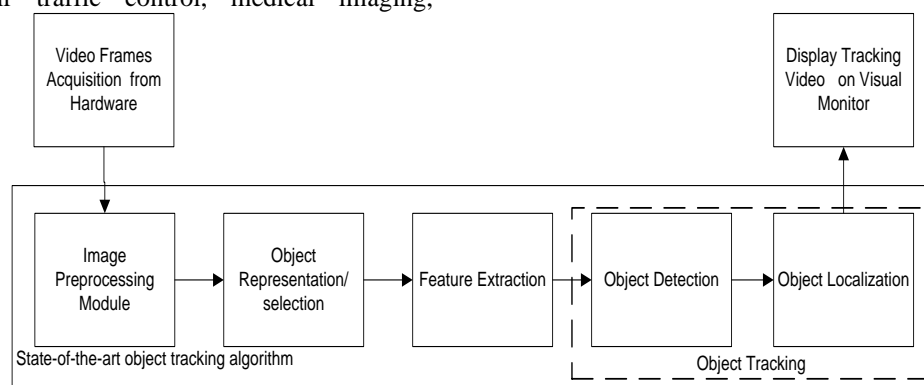 traffic control, medical imaging,
Video Frames
Acquisition from
Hardware
Display Tracking
Video on Visual
Monitor
Image
Preprocessing
Module
Object
Representation/
selection
Feature Extraction
Object Detection
Object Localization
State-of-the-art object tracking algorithm
Object Tracking